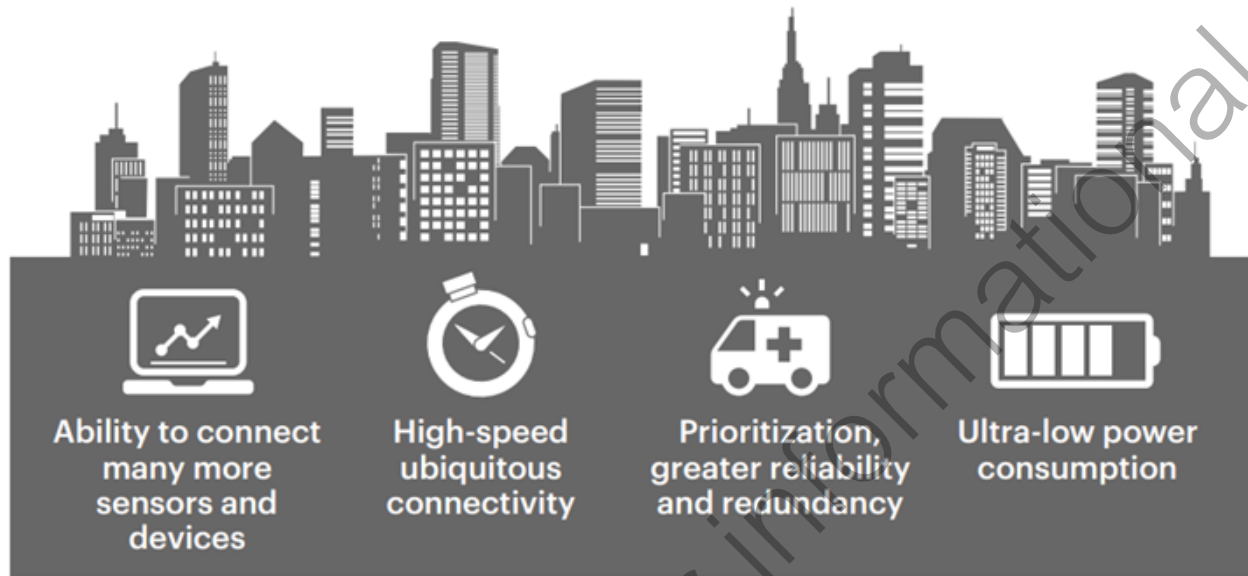 Ability to connect
many more
sensors and
devices
High-speed
ubiquitous
connectivity
Prioritization,
greater reliability
and redundancy
Ultra-low power
consumption
informational